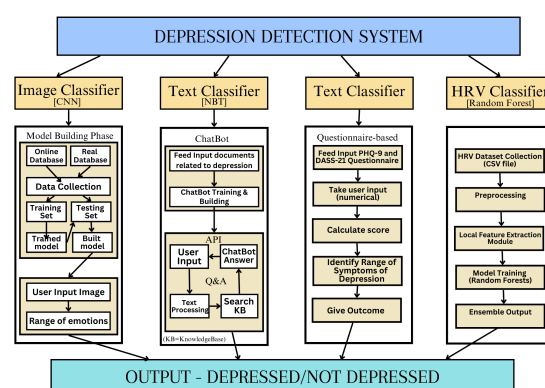 DEPRESSION DETECTION SYSTEM
Image Classifier
[CNN]
Model Building Phase
Online
Database
Real
Database
Data Collection
Training
Set
Testing
Set
Trained
model
Built
model
User Input Image
Range of emotions
Text Classifier
[NBT]
ChatBot
Feed Input documents
related to depression
ChatBot Training &
Building
API
User
Input
ChatBot
Answer
Q&A
Text
Processing
Search
KB
(KB=KnowledgeBase)
Text Classifier
Questionnaire-based
Feed Input PHQ-9 and
DASS-21 Questionnaire
Take user input
(numerical)
Calculate score
Identify Range of
Symptoms of
Depression
Give Outcome
HRV Classifier
[Random Forest]
HRV Dataset Collection
(CSV file)
Preprocessing
Local Feature Extraction
Module
Model Training
(Random Forests)
Ensemble Output
OUTPUT - DEPRESSED/NOT DEPRESSED